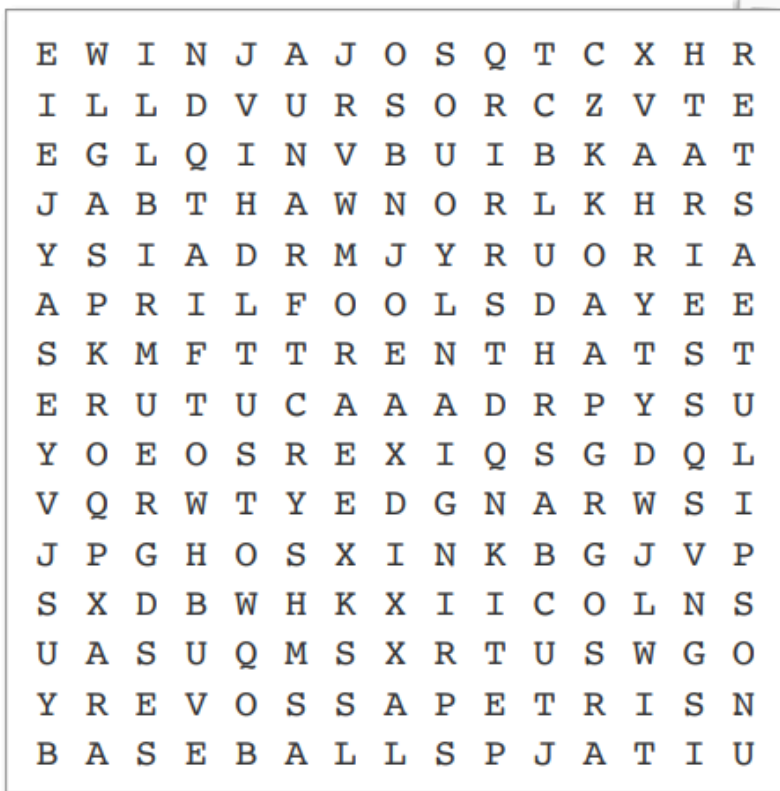 E W I N J A J O S Q T C X H R
I L L D V U R S O R C Z V T E
E G L Q I N V B U I B K A A T
J A B T H A W N O R L K H R S
Y S I A D R M J Y R U O R I A
A P R I L F O O L S D A Y E E
S K M F T T R E N T H A T S T
E R U T U C A A A D R P Y S U
Y O E O S R E X I Q S G D Q L
V Q R W T Y E D G N A R W S I
J P G H O S X I N K B G J V P
S X D B W H K X I I C O L N S
U A S U Q M S X R T U S W G O
Y R E V O S S A P E T R I S N
B A S E B A L L S P J A T I U